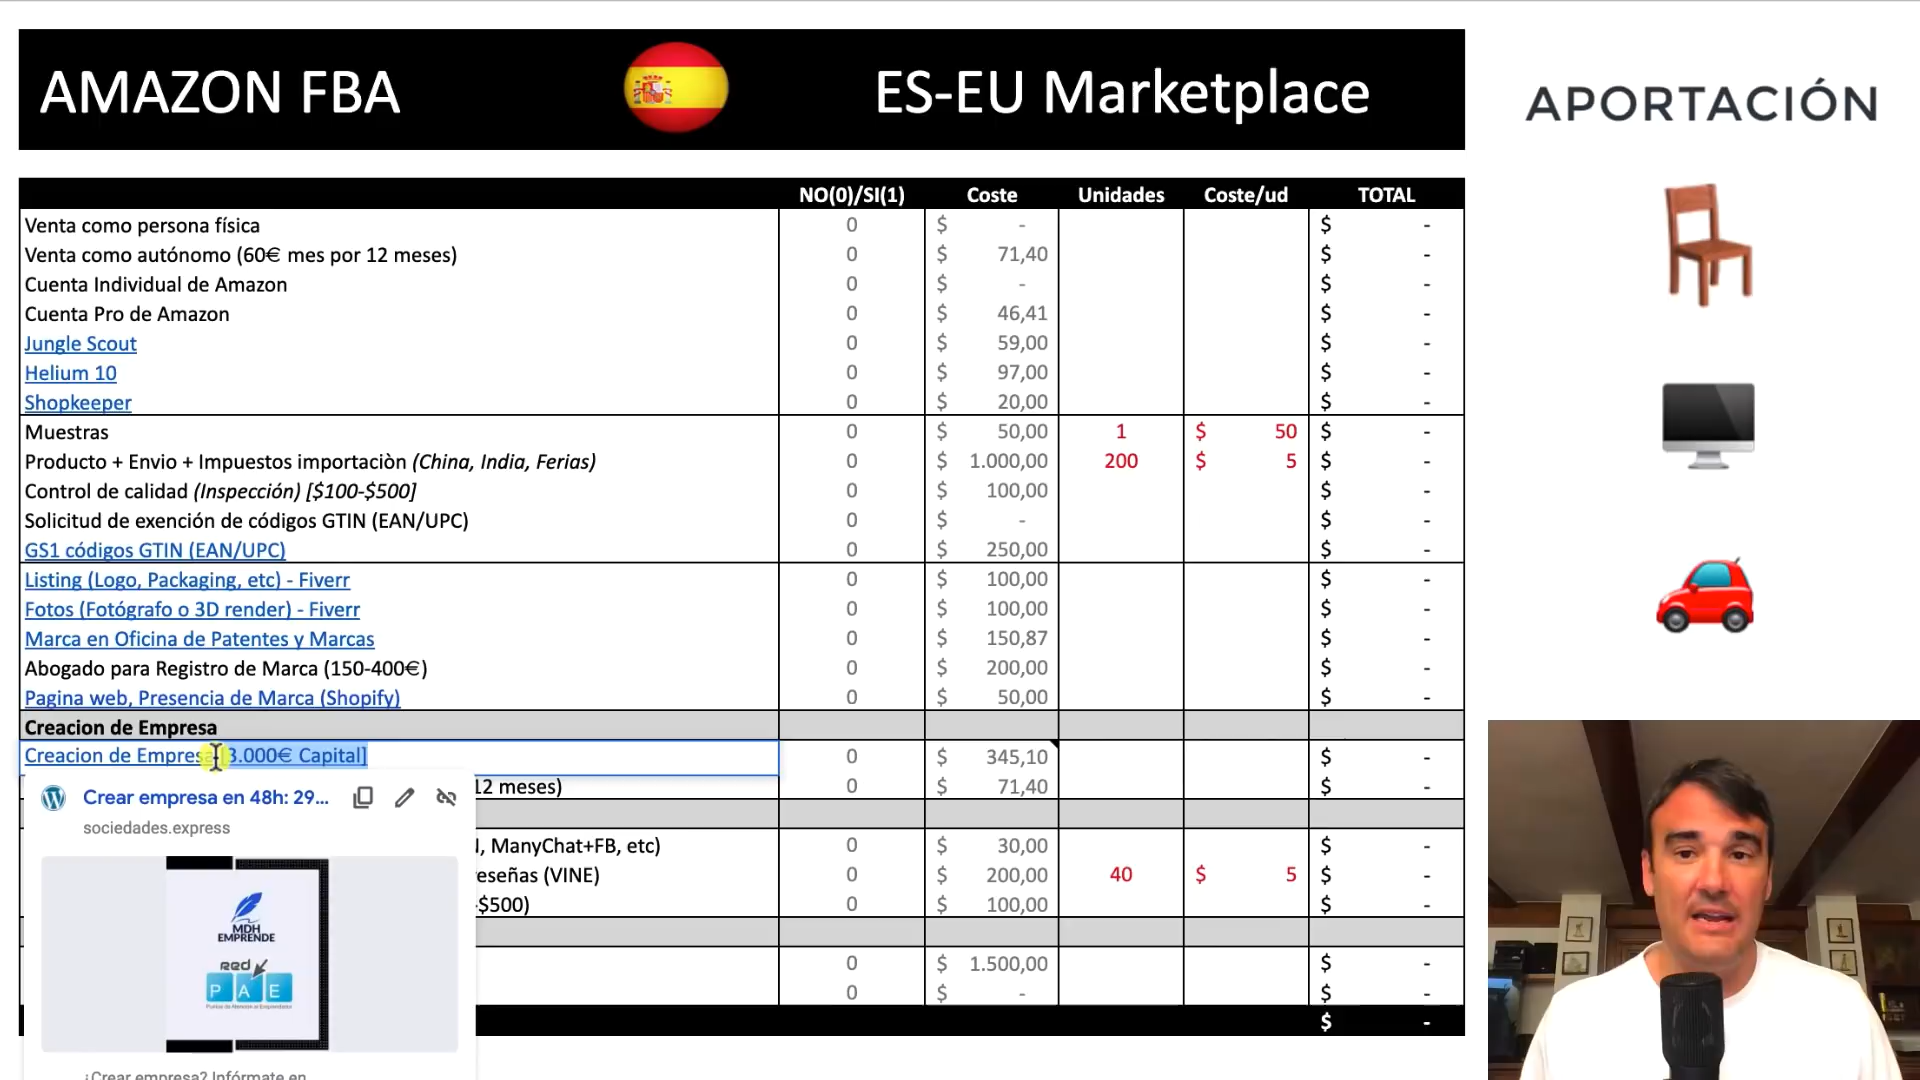 AMAZON FBA ES-EU Marketplace
APORTACIÓN
NO(0)/SI(1) Coste Unidades Coste/ud TOTAL
Venta como persona física 0 $ - $ -
Venta como autónomo (60€ mes por 12 meses) 0 $ 71,40 $ -
Cuenta Individual de Amazon 0 $ - $ -
Cuenta Pro de Amazon 0 $ 46,41 $ -
Jungle Scout 0 $ 59,00 $ -
Helium 10 0 $ 97,00 $ -
Shopkeeper 0 $ 20,00 $ -
Muestras 0 $ 50,00 1 $ 50 $ -
Producto + Envio + Impuestos importaciòn (China, India, Ferias) 0 $ 1.000,00 200 $ 5 $ -
Control de calidad (Inspección) [$100-$500] 0 $ 100,00 $ -
Solicitud de exención de códigos GTIN (EAN/UPC) 0 $ - $ -
GS1 códigos GTIN (EAN/UPC) 0 $ 250,00 $ -
Listing (Logo, Packaging, etc) - Fiverr 0 $ 100,00 $ -
Fotos (Fotógrafo o 3D render) - Fiverr 0 $ 100,00 $ -
Marca en Oficina de Patentes y Marcas 0 $ 150,87 $ -
Abogado para Registro de Marca (150-400€) 0 $ 200,00 $ -
Pagina web, Presencia de Marca (Shopify) 0 $ 50,00 $ -
Creacion de Empresa
Creacion de Empresa [3.000€ Capital] 0 $ 345,10 $ -
12 meses) 0 $ 71,40 $ -
Crear empresa en 48h: 29...
sociedades.express
, ManyChat+FB, etc) 0 $ 30,00 $ -
eseñas (VINE) 0 $ 200,00 40 $ 5 $ -
-$500) 0 $ 100,00 $ -
MDH
EMPRENDE
0 $ 1.500,00 $ -
red
PAE
Puntos de Atención al Emprendedor
0 $ - $ -
$ -
¿Crear empresa? Infórmate en